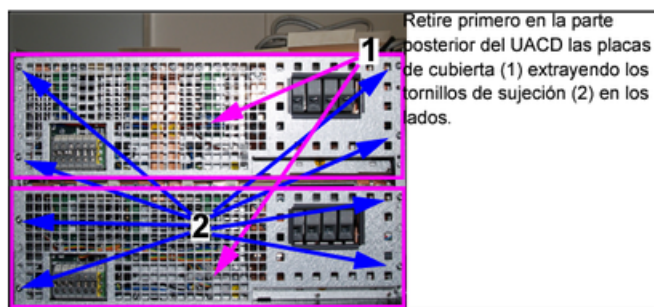 1
2
Retire primero en la parte
posterior del UACD las placas
de cubierta (1) extrayendo los
tornillos de sujeción (2) en los
lados.